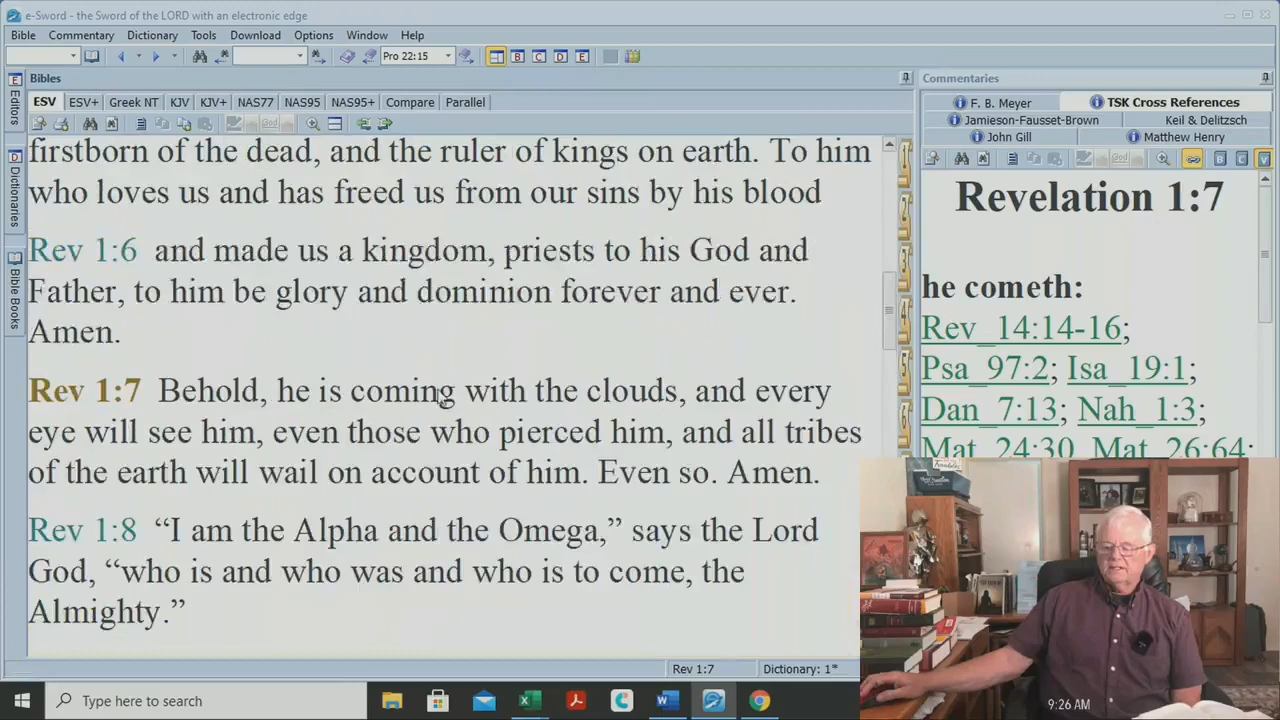 e-Sword - the Sword of the LORD with an electronic edge
Bible Commentary Dictionary Tools Download Options Window Help
Pro 22:15
B C D E
Bibles
ESV ESV+ Greek NT KJV KJV+ NAS77 NAS95 NAS95+ Compare Parallel
Editors
Dictionaries
Bible Books
firstborn of the dead, and the ruler of kings on earth. To him
who loves us and has freed us from our sins by his blood
Rev 1:6 and made us a kingdom, priests to his God and
Father, to him be glory and dominion forever and ever.
Amen.
Rev 1:7 Behold, he is coming with the clouds, and every
eye will see him, even those who pierced him, and all tribes
of the earth will wail on account of him. Even so. Amen.
Rev 1:8 “I am the Alpha and the Omega,” says the Lord
God, “who is and who was and who is to come, the
Almighty.”
Commentaries
F. B. Meyer TSK Cross References
Jamieson-Fausset-Brown Keil & Delitzsch
John Gill Matthew Henry
B C V
Revelation 1:7
he cometh:
Rev_14:14-16;
Psa_97:2; Isa_19:1;
Dan_7:13; Nah_1:3;
Mat_24:30, Mat_26:64;
Rev 1:7 Dictionary: 1*
Type here to search
9:26 AM